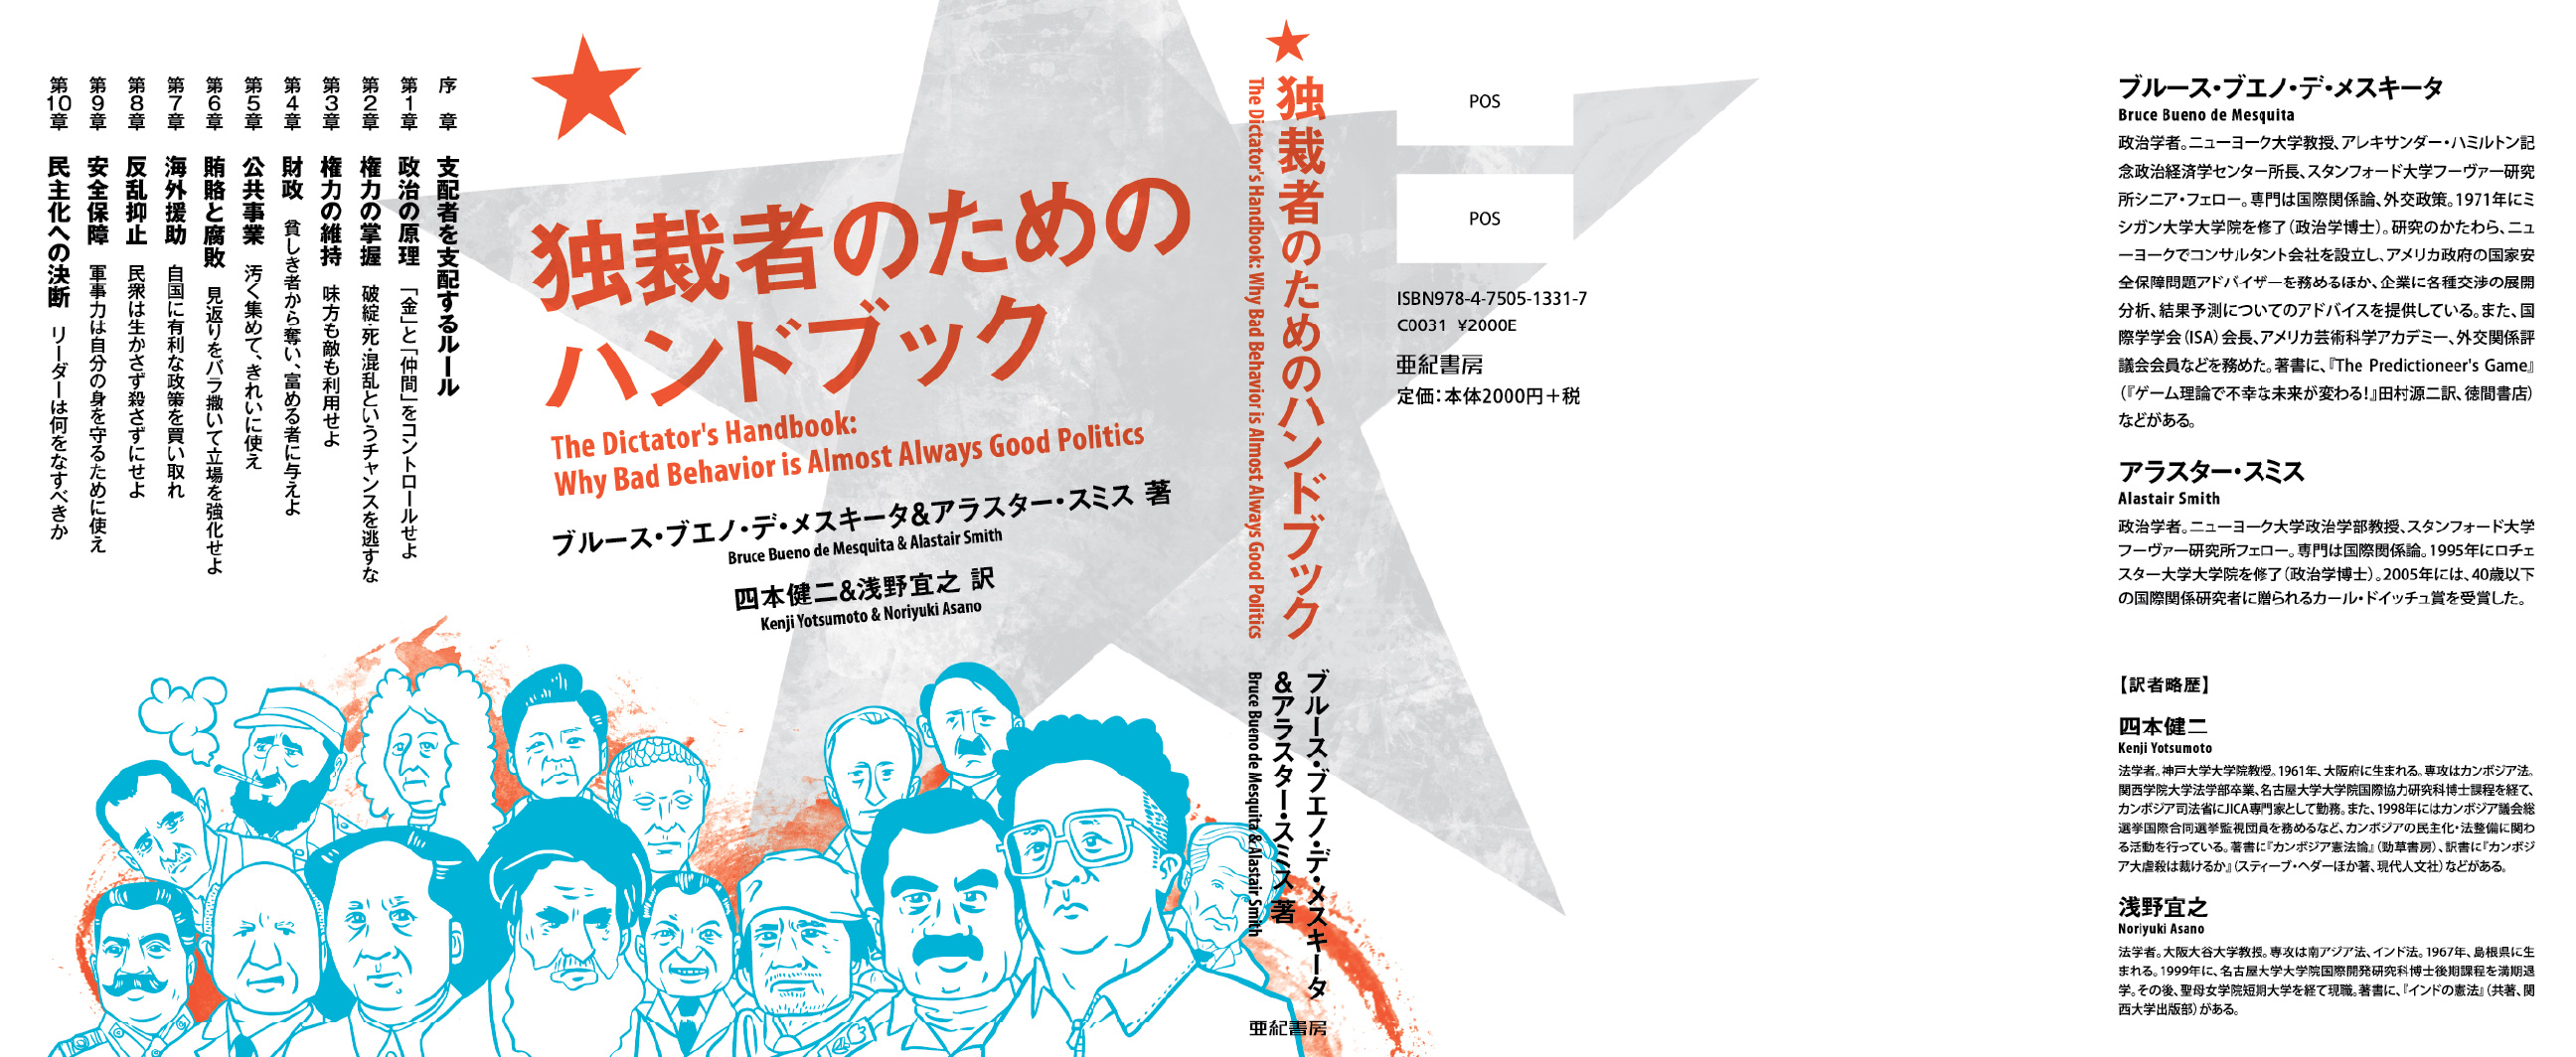 序　章　支配者を支配するルール
第1章　政治の原理　「金」と「仲間」をコントロールせよ
第2章　権力の掌握　破綻・死・混乱というチャンスを逃すな
第3章　権力の維持　味方も敵も利用せよ
第4章　財政　貧しき者から奪い、富める者に与えよ
第5章　公共事業　汚く集めて、きれいに使え
第6章　賄賂と腐敗　見返りをバラ撒いて立場を強化せよ
第7章　海外援助　自国に有利な政策を買い取れ
第8章　反乱抑止　民衆は生かさず殺さずにせよ
第9章　安全保障　軍事力は自分の身を守るために使え
第10章　民主化への決断　リーダーは何をなすべきか
独裁者のための
ハンドブック
The Dictator's Handbook:
Why Bad Behavior is Almost Always Good Politics
ブルース・ブエノ・デ・メスキータ&アラスター・スミス 著
Bruce Bueno de Mesquita & Alastair Smith
四本健二&浅野宜之 訳
Kenji Yotsumoto & Noriyuki Asano
独裁者のためのハンドブック
The Dictator's Handbook: Why Bad Behavior is Almost Always Good Politics
ブルース・ブエノ・デ・メスキータ
&アラスター・スミス 著
Bruce Bueno de Mesquita & Alastair Smith
亜紀書房
POS
POS
ISBN978-4-7505-1331-7
C0031 ¥2000E
亜紀書房
定価：本体2000円＋税
ブルース・ブエノ・デ・メスキータ
Bruce Bueno de Mesquita
政治学者。ニューヨーク大学教授、アレキサンダー・ハミルトン記
念政治経済学センター所長、スタンフォード大学フーヴァー研究
所シニア・フェロー。専門は国際関係論、外交政策。1971年にミ
シガン大学大学院を修了（政治学博士）。研究のかたわら、ニュ
ーヨークでコンサルタント会社を設立し、アメリカ政府の国家安
全保障問題アドバイザーを務めるほか、企業に各種交渉の展開
分析、結果予測についてのアドバイスを提供している。また、国
際学学会（ISA）会長、アメリカ芸術科学アカデミー、外交関係評
議会会員などを務めた。著書に、『The Predictioneer's Game』
（『ゲーム理論で不幸な未来が変わる！』田村源二訳、徳間書店）
などがある。
アラスター・スミス
Alastair Smith
政治学者。ニューヨーク大学政治学部教授、スタンフォード大学
フーヴァー研究所フェロー。専門は国際関係論。1995年にロチェ
スター大学大学院を修了（政治学博士）。2005年には、40歳以下
の国際関係研究者に贈られるカール・ドイッチュ賞を受賞した。
【訳者略歴】
四本健二
Kenji Yotsumoto
法学者。神戸大学大学院教授。1961年、大阪府に生まれる。専攻はカンボジア法。
関西学院大学法学部卒業、名古屋大学大学院国際協力研究科博士課程を経て、
カンボジア司法省にJICA専門家として勤務。また、1998年にはカンボジア議会総
選挙国際合同選挙監視団員を務めるなど、カンボジアの民主化・法整備に関わ
る活動を行っている。著書に『カンボジア憲法論』（勁草書房）、訳書に『カンボジ
ア大虐殺は裁けるか』（スティーブ・ヘダーほか著、現代人文社）などがある。
浅野宜之
Noriyuki Asano
法学者。大阪大谷大学教授。専攻は南アジア法、インド法。1967年、島根県に生
まれる。1999年に、名古屋大学大学院国際開発研究科博士後期課程を満期退
学。その後、聖母女学院短期大学を経て現職。著書に、『インドの憲法』（共著、関
西大学出版部）がある。